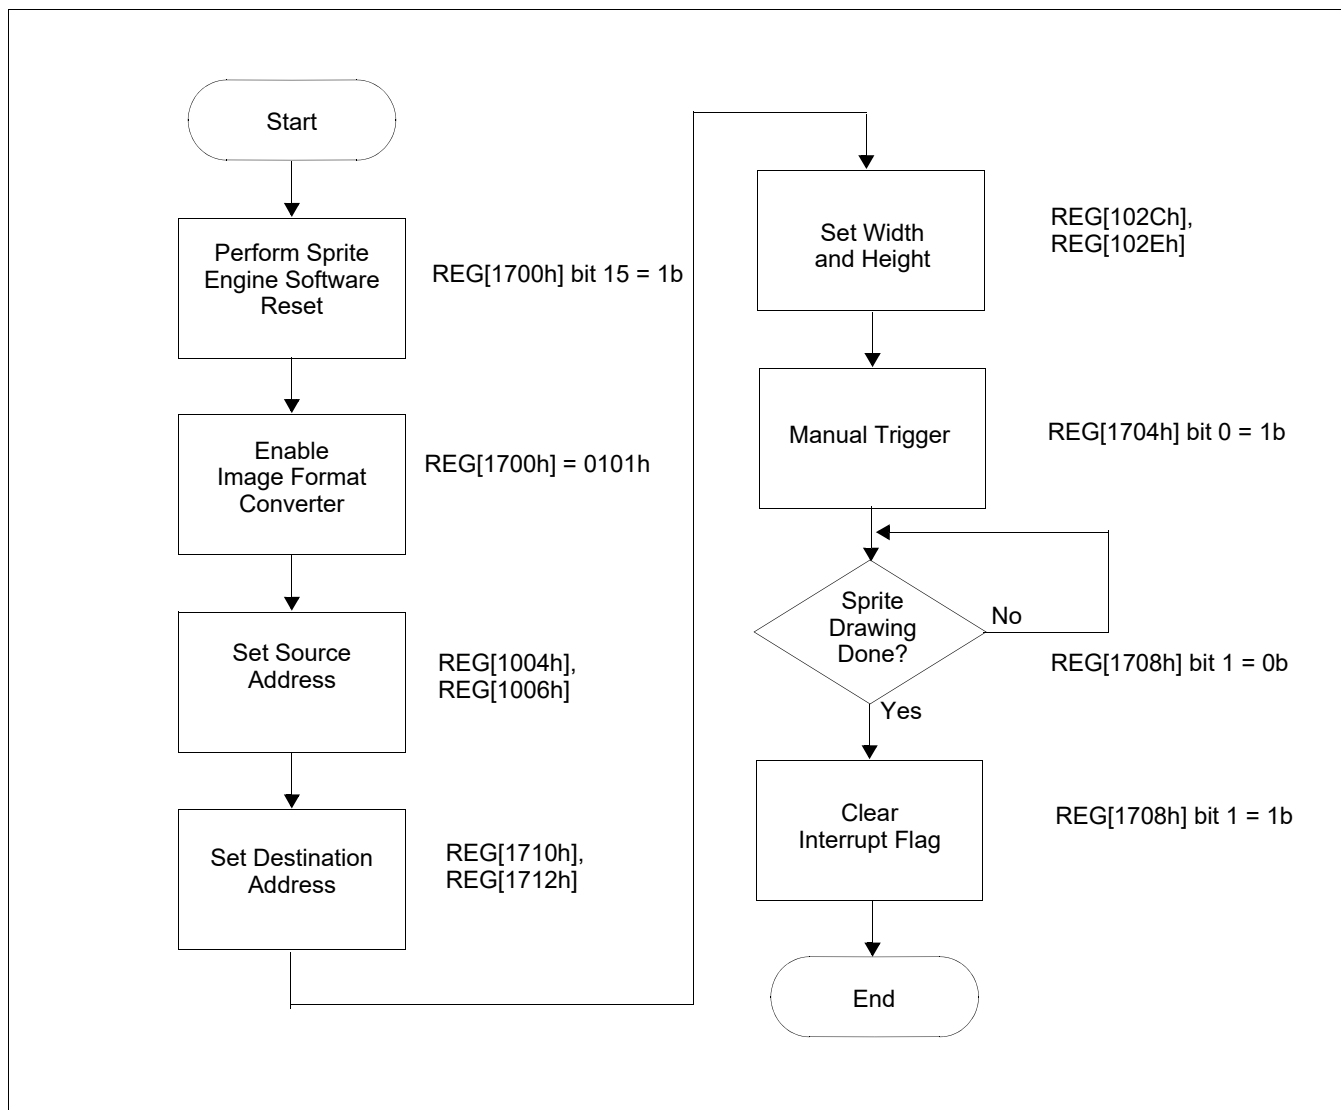 Start
Perform Sprite
Engine Software
Reset
REG[1700h] bit 15 = 1b
Enable
Image Format
Converter
REG[1700h] = 0101h
Set Source
Address
REG[1004h],
REG[1006h]
Set Destination
Address
REG[1710h],
REG[1712h]
Set Width
and Height
REG[102Ch],
REG[102Eh]
Manual Trigger
REG[1704h] bit 0 = 1b
Sprite
Drawing
Done?
No
REG[1708h] bit 1 = 0b
Yes
Clear
Interrupt Flag
REG[1708h] bit 1 = 1b
End